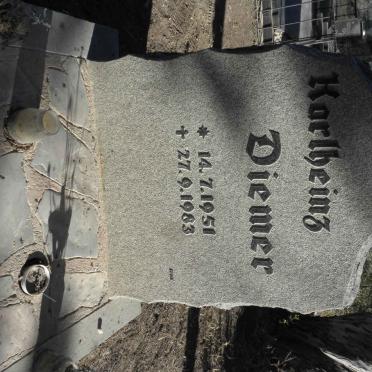 Karlheinz
Diemer
* 14.7.1951
✝ 27.9.1983